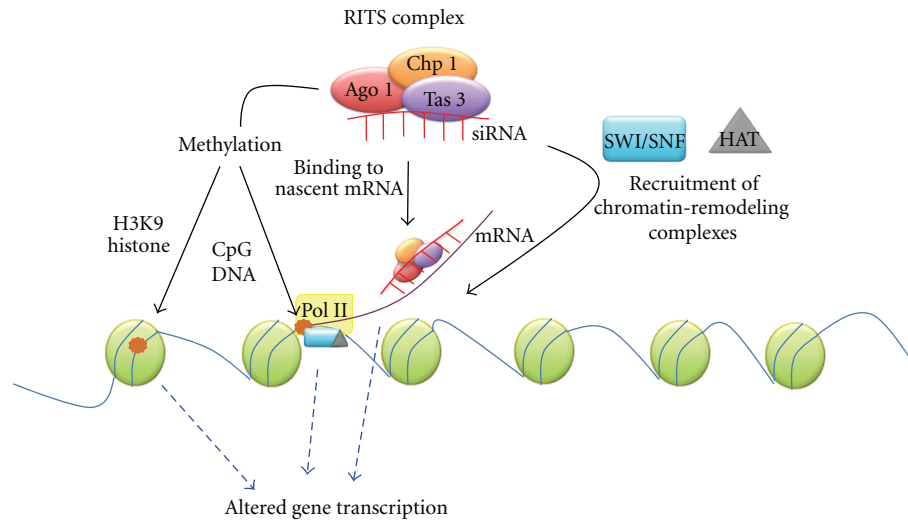 RITS complex
Chp 1
Ago 1
Tas 3
siRNA
SWI/SNF
HAT
Methylation
Binding to
nascent mRNA
Recruitment of
chromatin-remodeling
complexes
H3K9
histone
CpG
DNA
mRNA
Pol II
Altered gene transcription